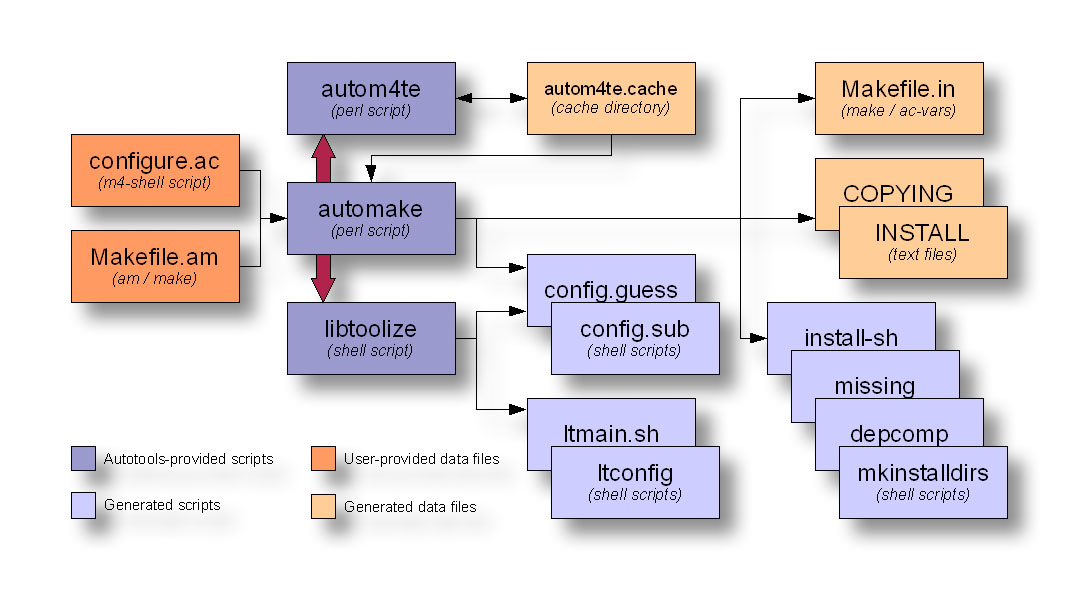 autom4te
(perl script)
autom4te.cache
(cache directory)
Makefile.in
(make / ac-vars)
configure.ac
(m4-shell script)
automake
(perl script)
COPYING
INSTALL
(text files)
Makefile.am
(am / make)
config.guess
config.sub
(shell scripts)
libtoolize
(shell script)
install-sh
missing
depcomp
mkinstalldirs
(shell scripts)
ltmain.sh
ltconfig
(shell scripts)
Autotools-provided scripts
User-provided data files
Generated scripts
Generated data files